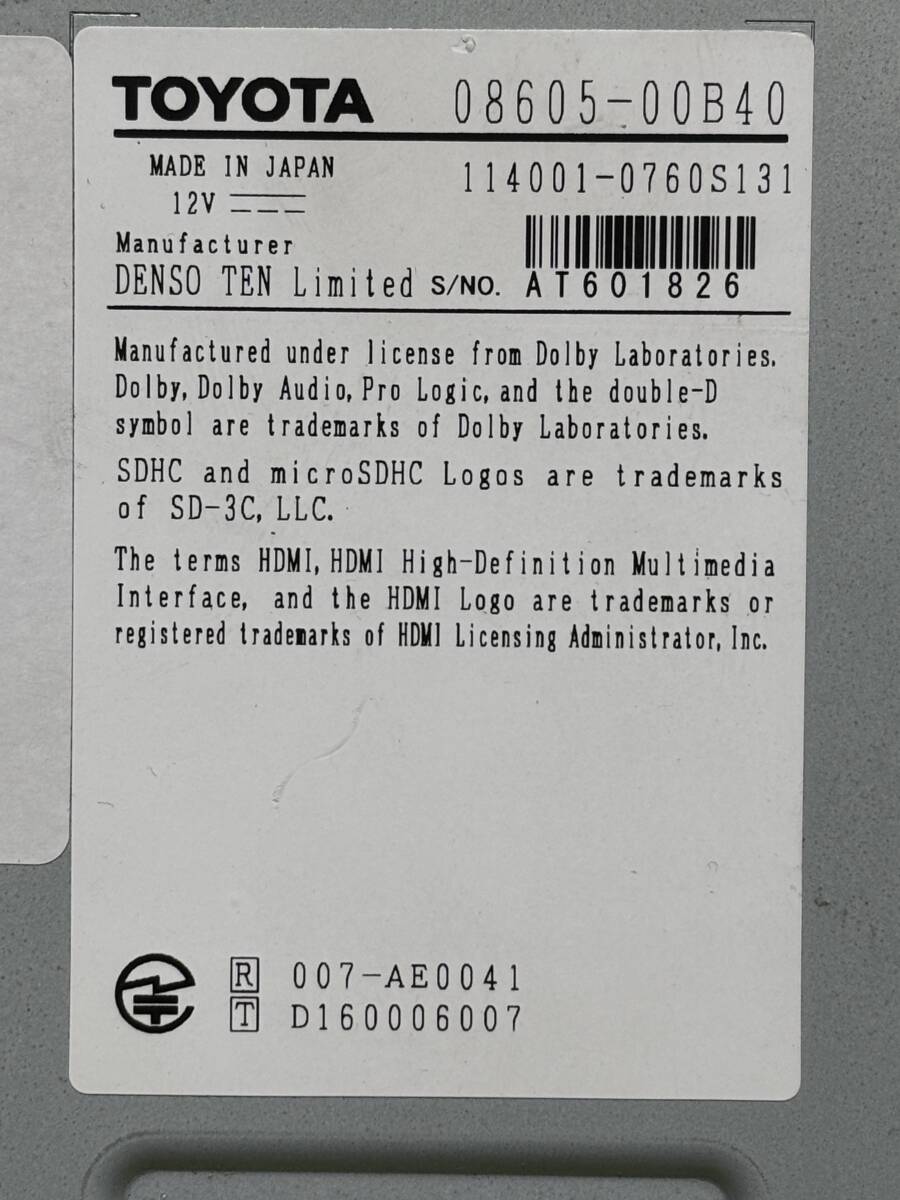 TOYOTA 08605-00B40
MADE IN JAPAN 114001-0760S131
12V
Manufacturer
DENSO TEN Limited S/NO. AT601826
Manufactured under license from Dolby Laboratories.
Dolby, Dolby Audio, Pro Logic, and the double-D
symbol are trademarks of Dolby Laboratories.
SDHC and microSDHC Logos are trademarks
of SD-3C, LLC.
The terms HDMI, HDMI High-Definition Multimedia
Interface, and the HDMI Logo are trademarks or
registered trademarks of HDMI Licensing Administrator, Inc.
R 007-AE0041
T D160006007